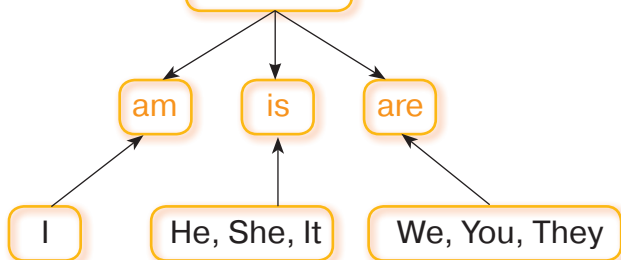 am is are
I He, She, It We, You, They